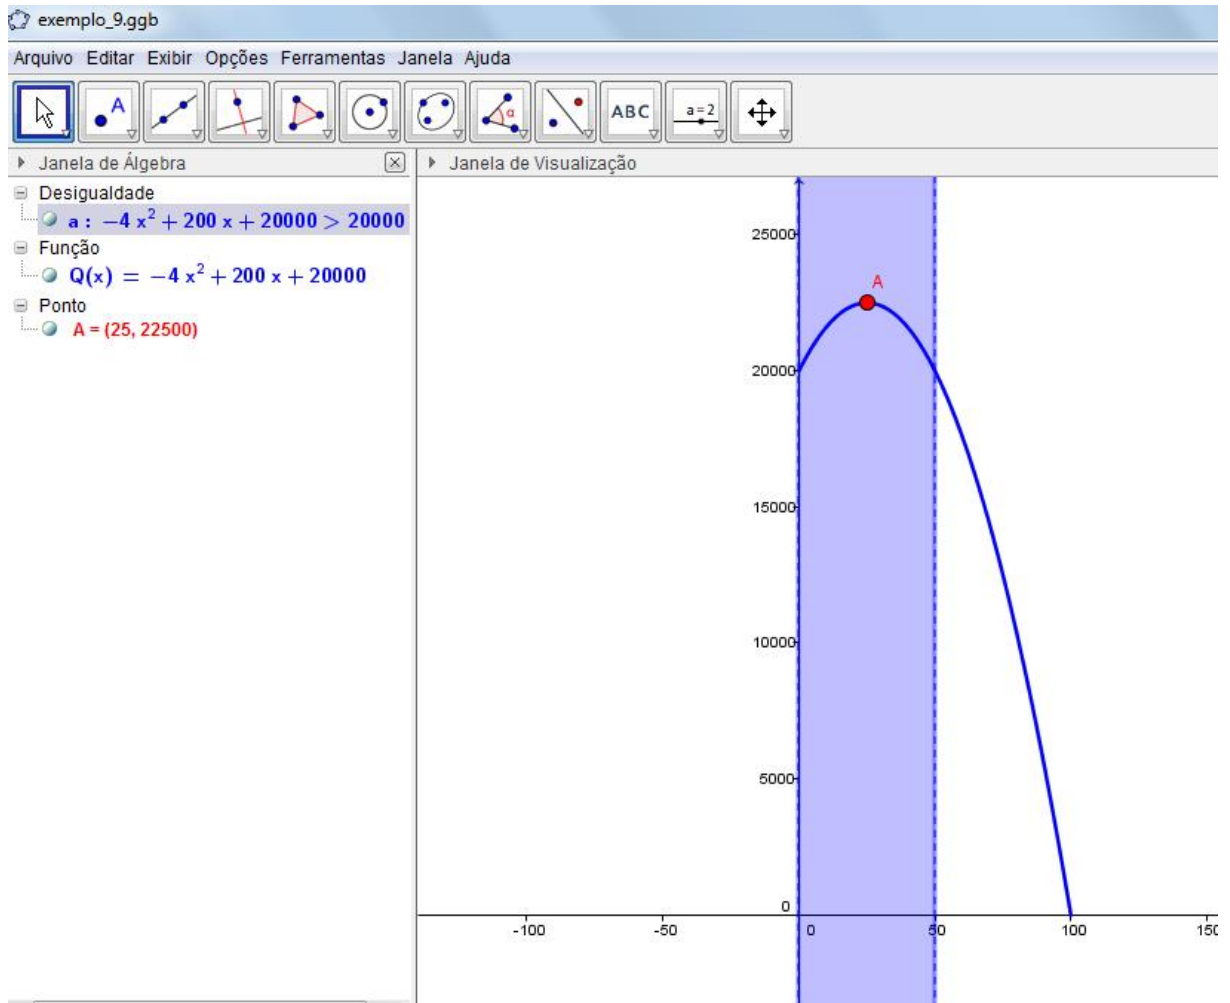 exemplo_9.ggb
Arquivo Editar Exibir Opções Ferramentas Janela Ajuda
A
α
ABC
a=2
Janela de Álgebra
Janela de Visualização
Desigualdade
a : −4 x² + 200 x + 20000 > 20000
Função
Q(x) = −4 x² + 200 x + 20000
Ponto
A = (25, 22500)
25000
A
20000
15000
10000
5000
0
-100 -50 0 50 100 150